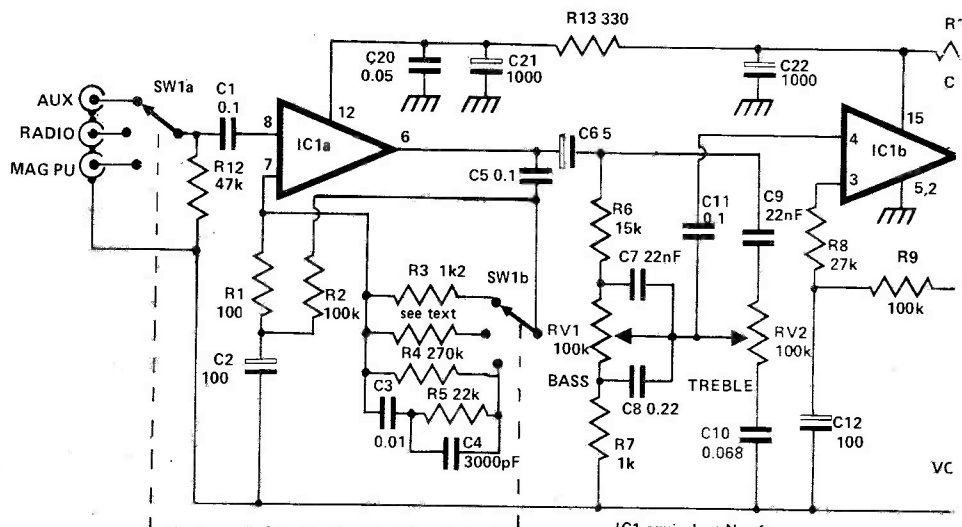 R13 330
C20
0.05
C21
1000
C22
1000
C
SW1a
C1
0.1
AUX
RADIO
MAG PU
R12
47k
8
12
IC1a
6
7
C6 5
C5 0.1
15
4
IC1b
3
5,2
C11
0.1
C9
22nF
R6
15k
C7 22nF
R8
27k
R9
100k
R1
100
R2
100k
R3 1k2
see text
SW1b
R4 270k
R5 22k
C3
0.01
C4
3000pF
C2
100
RV1
100k
BASS
C8 0.22
R7
1k
RV2
100k
TREBLE
C10
0.068
C12
100
VC